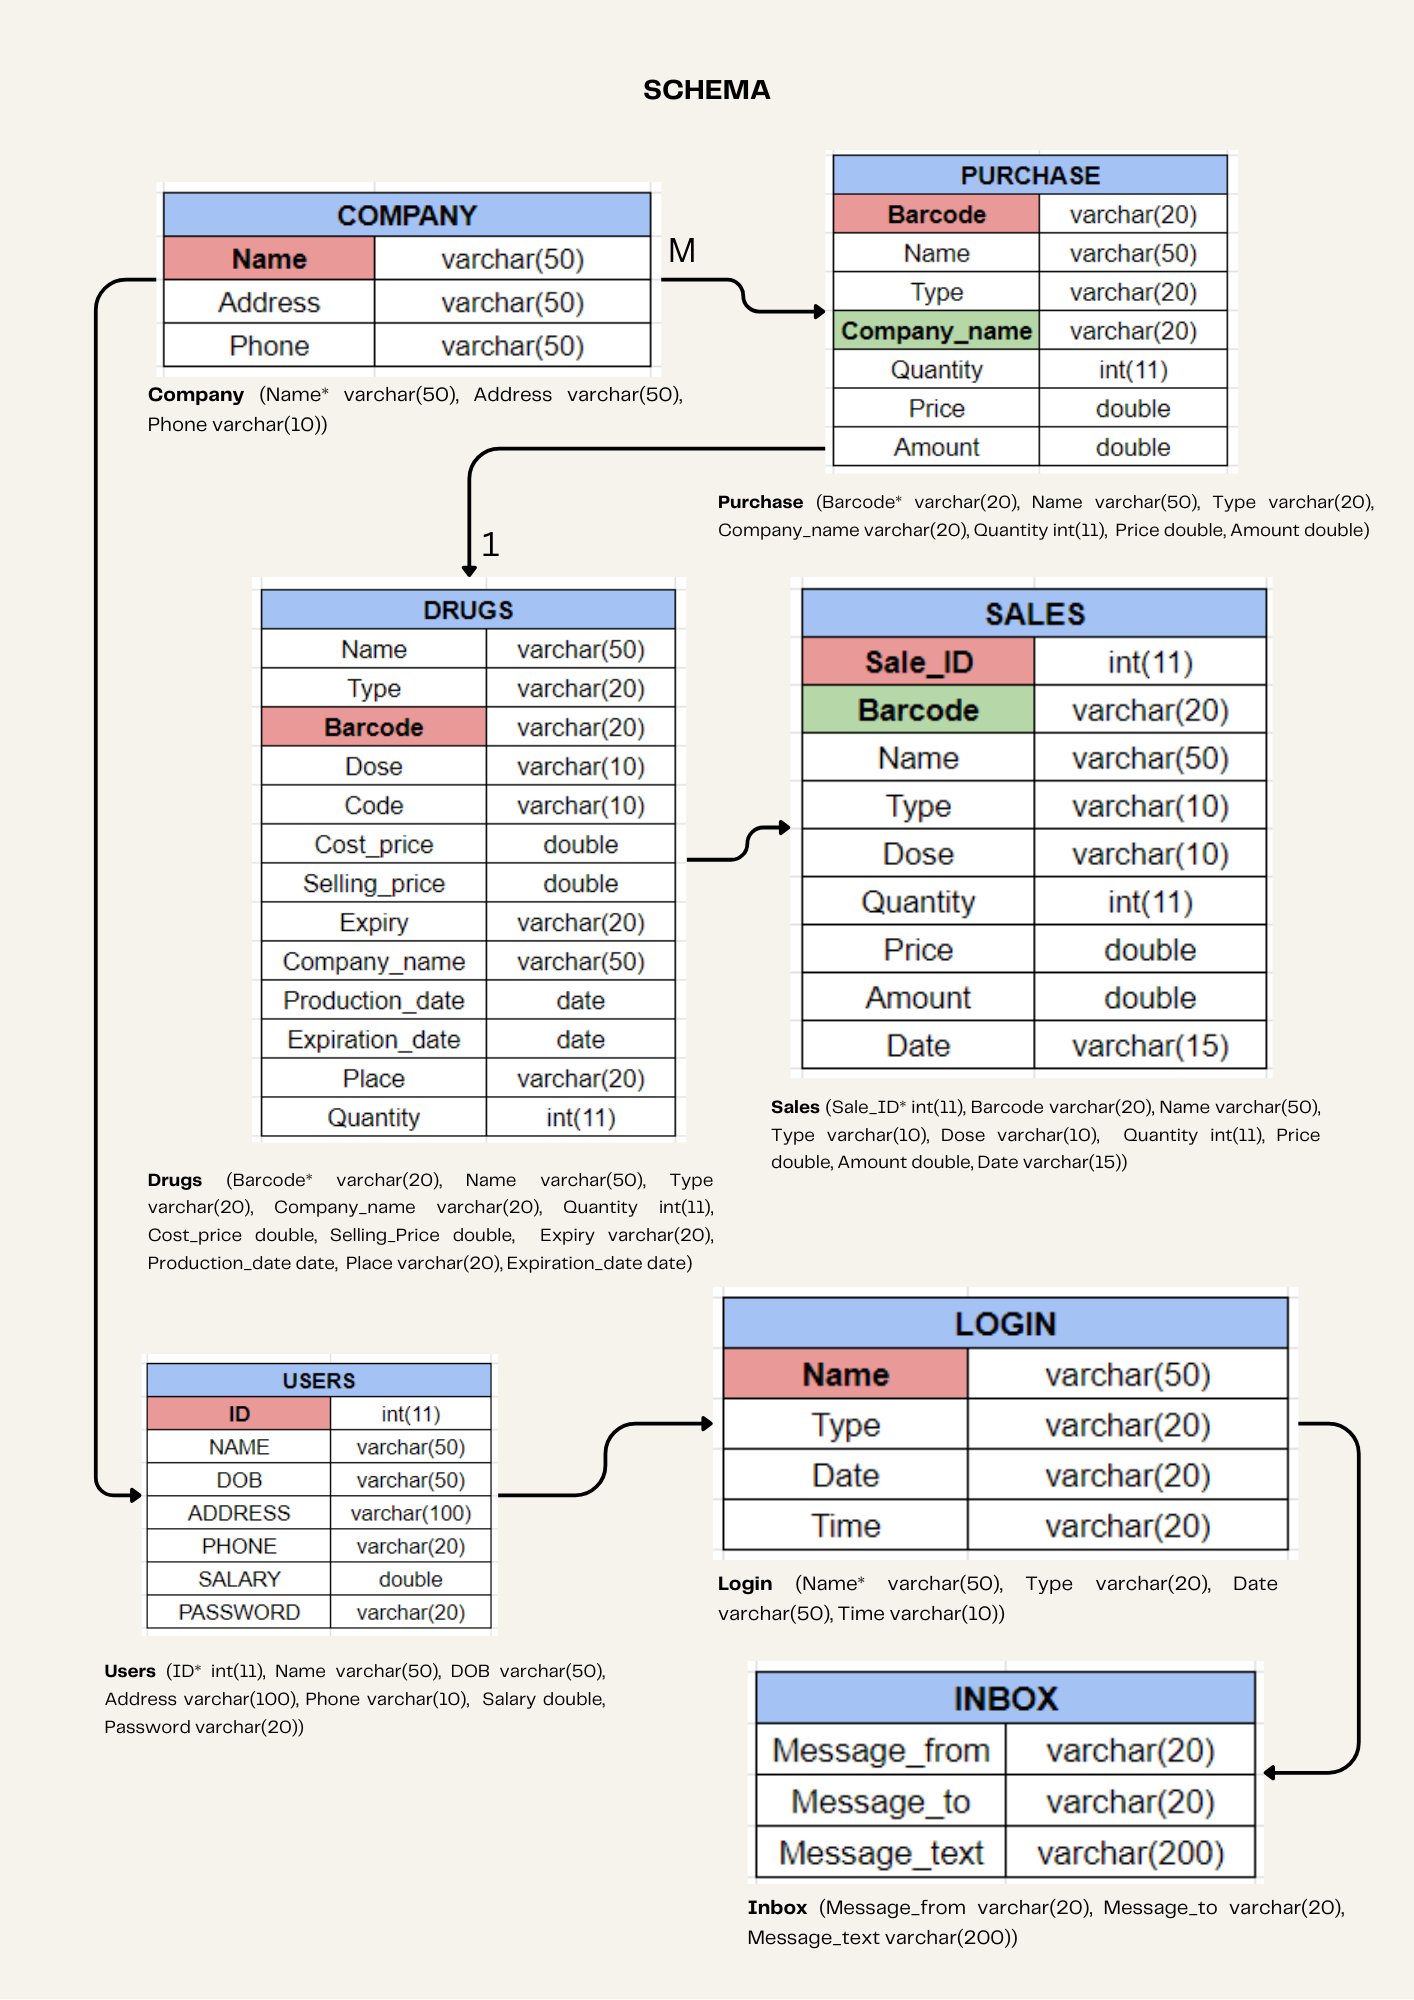 SCHEMA
COMPANY
Name varchar(50)
Address varchar(50)
Phone varchar(50)
M
Company (Name* varchar(50), Address varchar(50),
Phone varchar(10))
PURCHASE
Barcode varchar(20)
Name varchar(50)
Type varchar(20)
Company_name varchar(20)
Quantity int(11)
Price double
Amount double
Purchase (Barcode* varchar(20), Name varchar(50), Type varchar(20),
Company_name varchar(20), Quantity int(11), Price double, Amount double)
1
DRUGS
Name varchar(50)
Type varchar(20)
Barcode varchar(20)
Dose varchar(10)
Code varchar(10)
Cost_price double
Selling_price double
Expiry varchar(20)
Company_name varchar(50)
Production_date date
Expiration_date date
Place varchar(20)
Quantity int(11)
Drugs (Barcode* varchar(20), Name varchar(50), Type
varchar(20), Company_name varchar(20), Quantity int(11),
Cost_price double, Selling_Price double, Expiry varchar(20),
Production_date date, Place varchar(20), Expiration_date date)
SALES
Sale_ID int(11)
Barcode varchar(20)
Name varchar(50)
Type varchar(10)
Dose varchar(10)
Quantity int(11)
Price double
Amount double
Date varchar(15)
Sales (Sale_ID* int(11), Barcode varchar(20), Name varchar(50),
Type varchar(10), Dose varchar(10), Quantity int(11), Price
double, Amount double, Date varchar(15))
USERS
ID int(11)
NAME varchar(50)
DOB varchar(50)
ADDRESS varchar(100)
PHONE varchar(20)
SALARY double
PASSWORD varchar(20)
Users (ID* int(11), Name varchar(50), DOB varchar(50),
Address varchar(100), Phone varchar(10), Salary double,
Password varchar(20))
LOGIN
Name varchar(50)
Type varchar(20)
Date varchar(20)
Time varchar(20)
Login (Name* varchar(50), Type varchar(20), Date
varchar(50), Time varchar(10))
INBOX
Message_from varchar(20)
Message_to varchar(20)
Message_text varchar(200)
Inbox (Message_from varchar(20), Message_to varchar(20),
Message_text varchar(200))